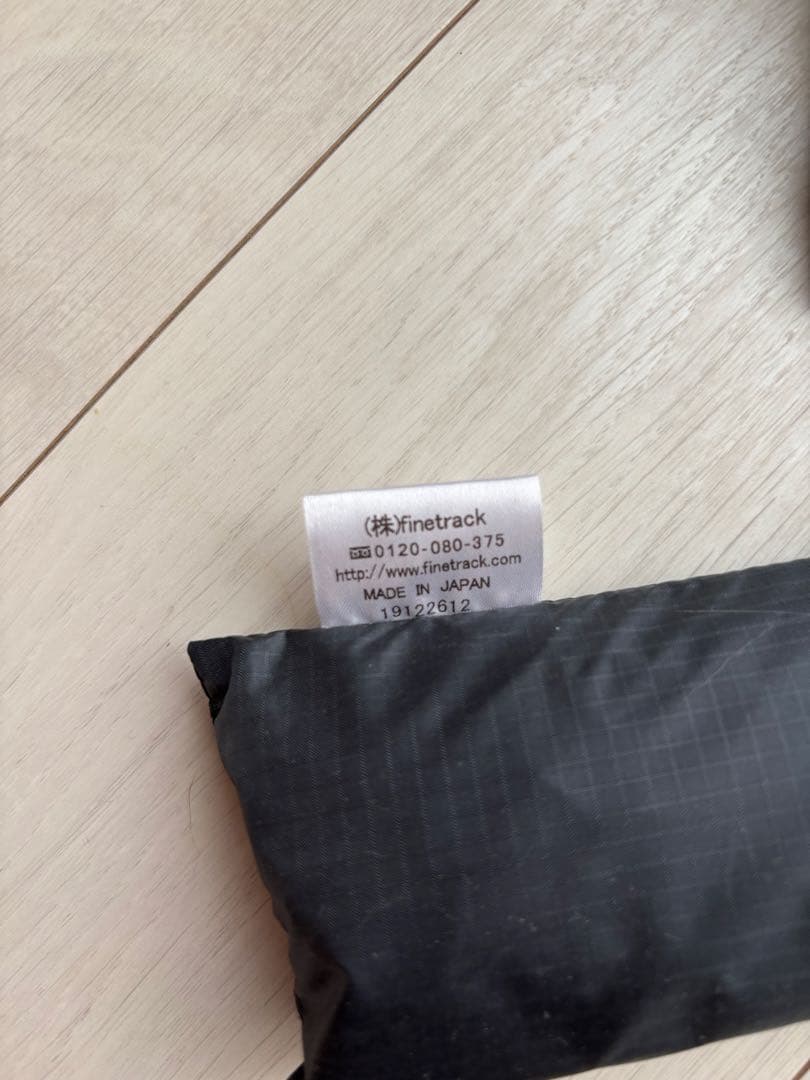 (株)finetrack
0120-080-375
http://www.finetrack.com
MADE IN JAPAN
19122612